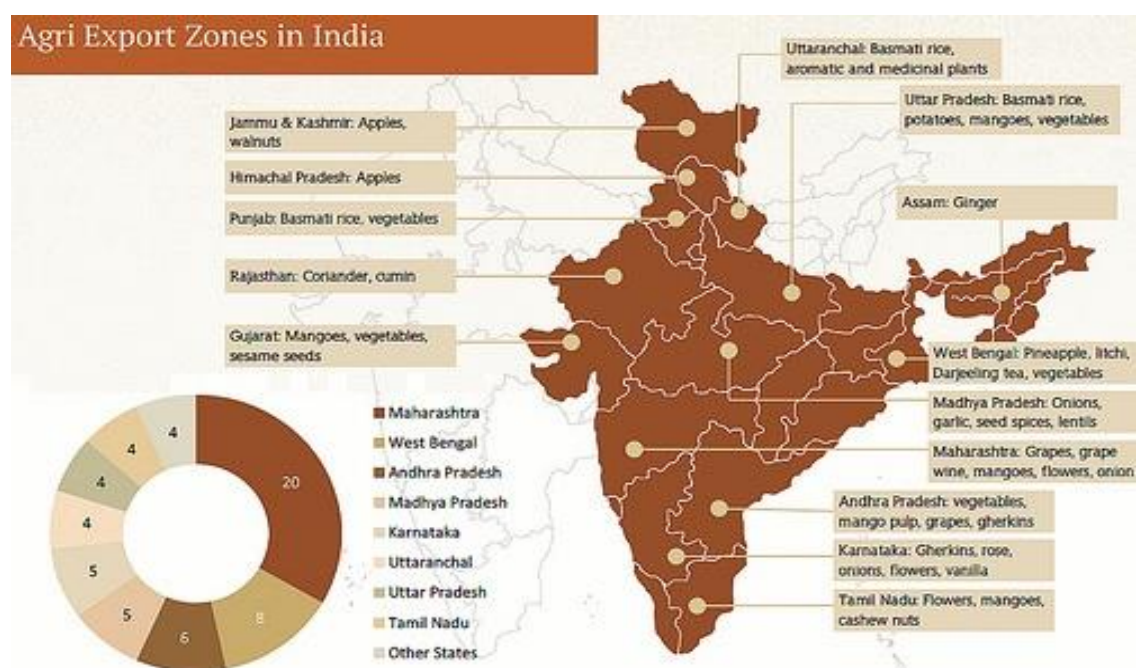 Agri Export Zones in India
Uttaranchal: Basmati rice,
aromatic and medicinal plants
Uttar Pradesh: Basmati rice,
potatoes, mangoes, vegetables
Jammu & Kashmir: Apples,
walnuts
Himachal Pradesh: Apples
Punjab: Basmati rice, vegetables
Assam: Ginger
Rajasthan: Coriander, cumin
Gujarat: Mangoes, vegetables,
sesame seeds
West Bengal: Pineapple, litchi,
Darjeeling tea, vegetables
Madhya Pradesh: Onions,
garlic, seed spices, lentils
Maharashtra: Grapes, grape
wine, mangoes, flowers, onion
Andhra Pradesh: vegetables,
mango pulp, grapes, gherkins
Karnataka: Gherkins, rose,
onions, flowers, vanilla
Tamil Nadu: Flowers, mangoes,
cashew nuts
20
8
6
5
5
4
4
4
4
Maharashtra
West Bengal
Andhra Pradesh
Madhya Pradesh
Karnataka
Uttaranchal
Uttar Pradesh
Tamil Nadu
Other States